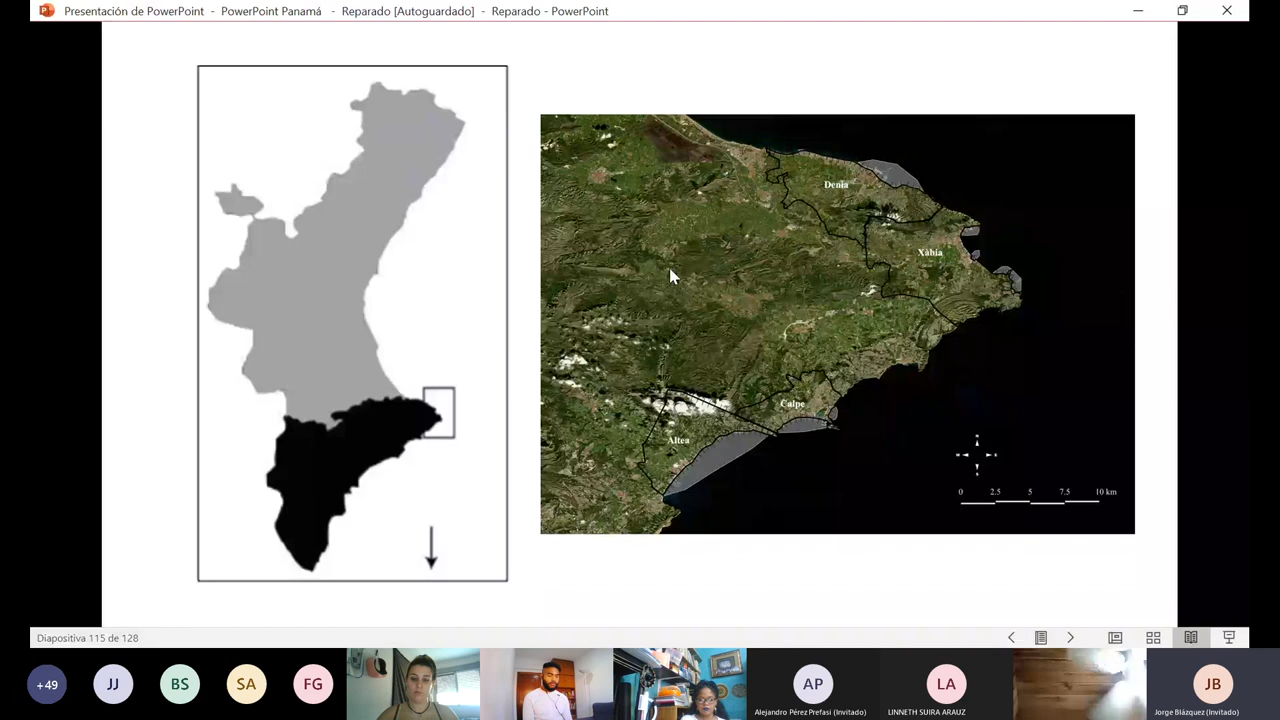 Presentación de PowerPoint - PowerPoint Panamá - Reparado [Autoguardado] - Reparado - PowerPoint
Denia
Xàbia
Calpe
Altea
0 2.5 5 7.5 10 km
Diapositiva 115 de 128
+49 JJ BS SA FG AP LA JB
Alejandro Pérez Prefasi (Invitado) LINNETH SUIRA ARAUZ Jorge Blázquez (Invitado)